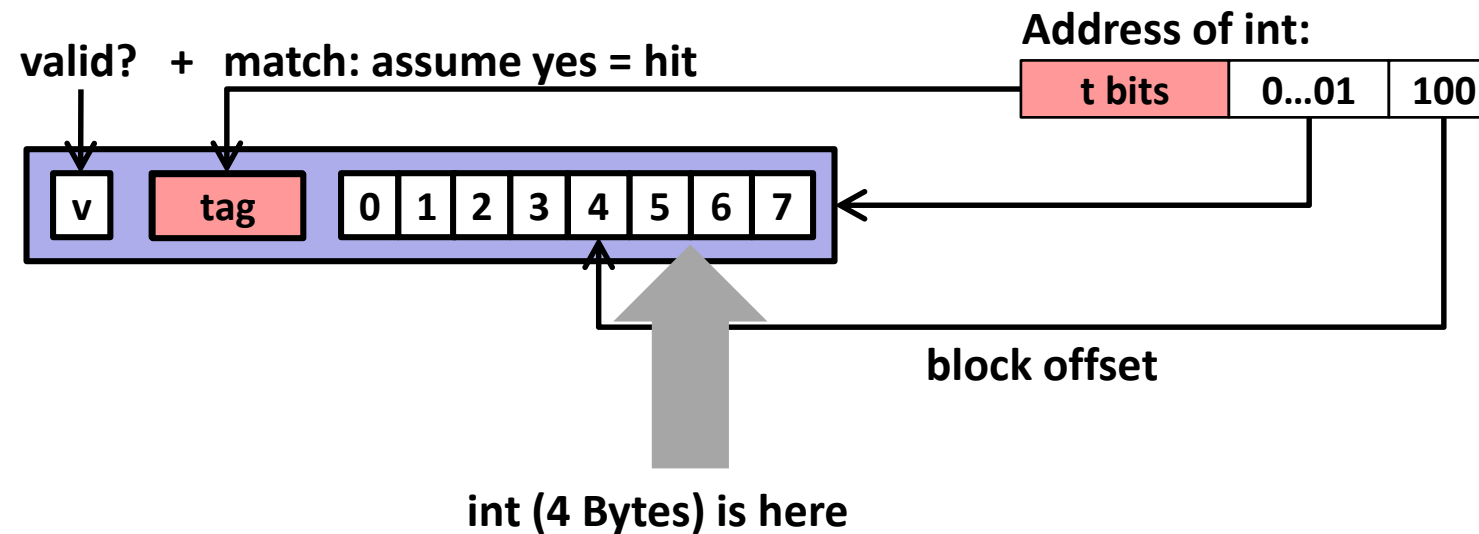 Address of int:
valid? + match: assume yes = hit
t bits 0...01 100
v tag 0 1 2 3 4 5 6 7
block offset
int (4 Bytes) is here